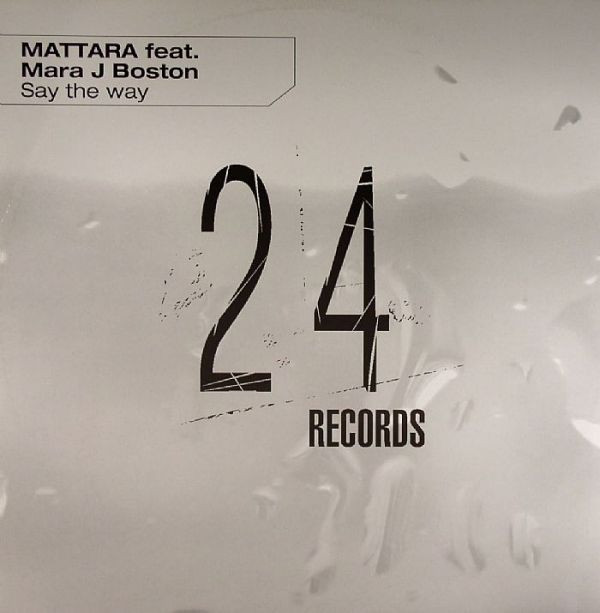 MATTARA feat.
Mara J Boston
Say the way
24
RECORDS